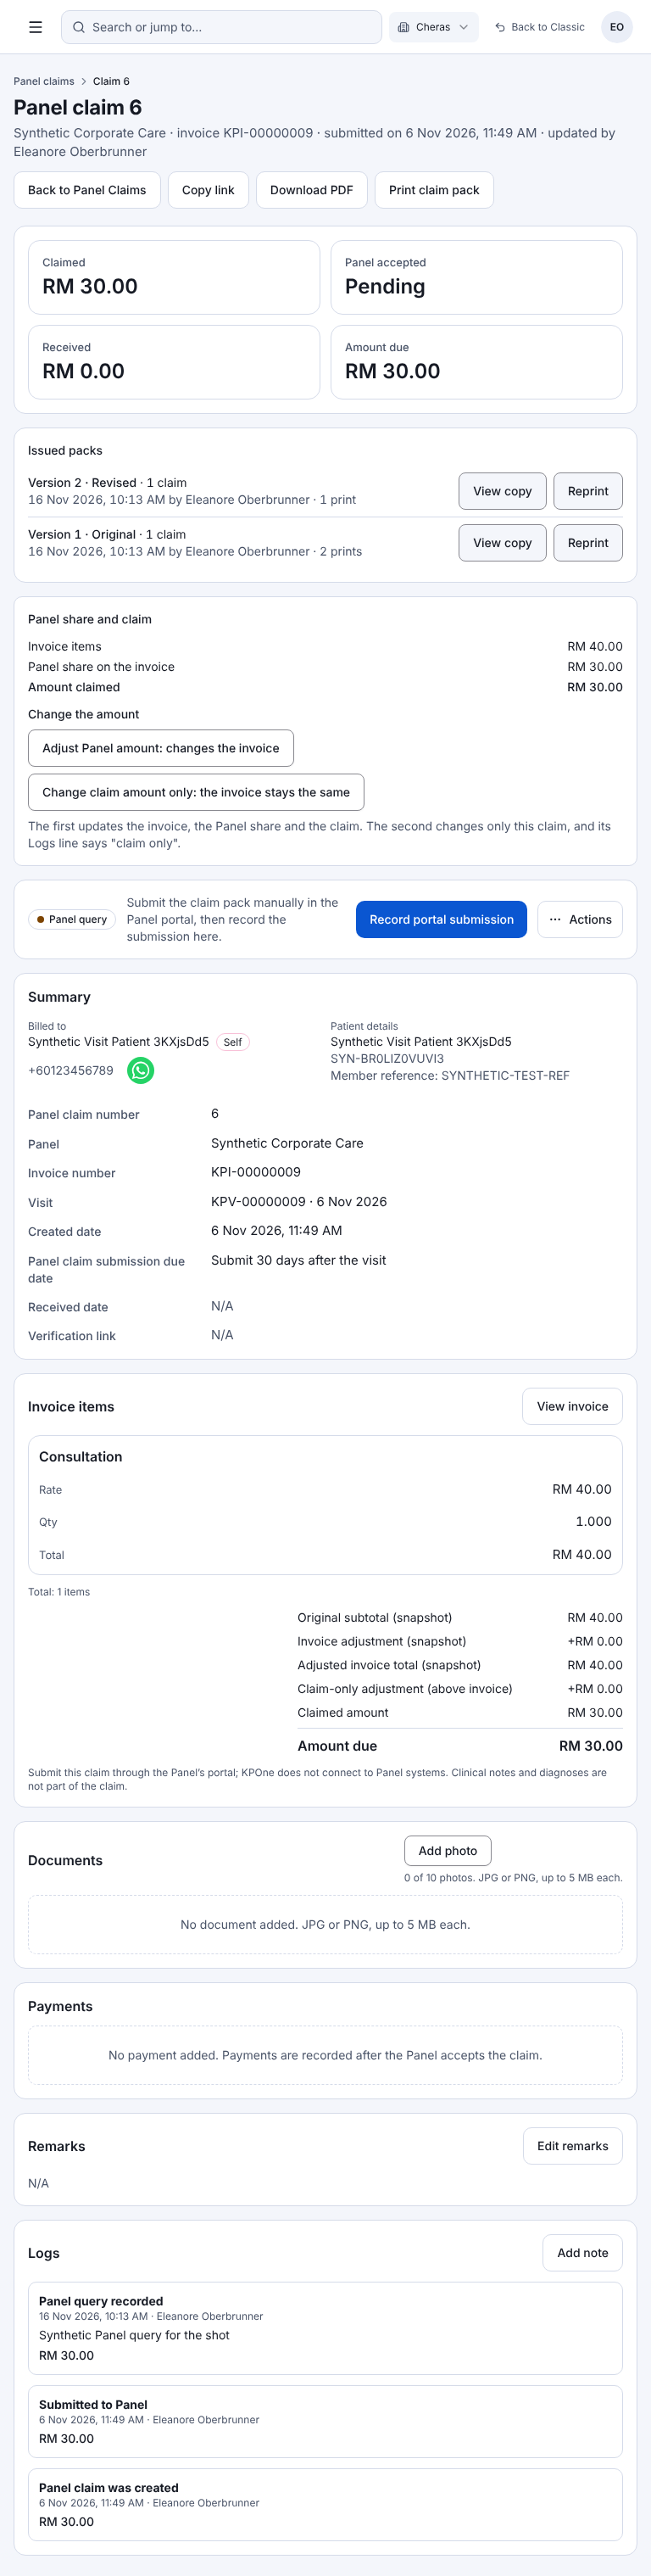 Search or jump to...
Cheras
Back to Classic
EO
Panel claims > Claim 6
Panel claim 6
Synthetic Corporate Care · invoice KPI-00000009 · submitted on 6 Nov 2026, 11:49 AM · updated by
Eleanore Oberbrunner
Back to Panel Claims
Copy link
Download PDF
Print claim pack
Claimed
RM 30.00
Panel accepted
Pending
Received
RM 0.00
Amount due
RM 30.00
Issued packs
Version 2 · Revised · 1 claim
16 Nov 2026, 10:13 AM by Eleanore Oberbrunner · 1 print
View copy
Reprint
Version 1 · Original · 1 claim
16 Nov 2026, 10:13 AM by Eleanore Oberbrunner · 2 prints
View copy
Reprint
Panel share and claim
Invoice items RM 40.00
Panel share on the invoice RM 30.00
Amount claimed RM 30.00
Change the amount
Adjust Panel amount: changes the invoice
Change claim amount only: the invoice stays the same
The first updates the invoice, the Panel share and the claim. The second changes only this claim, and its
Logs line says "claim only".
Panel query
Submit the claim pack manually in the
Panel portal, then record the
submission here.
Record portal submission
··· Actions
Summary
Billed to
Synthetic Visit Patient 3KXjsDd5 Self
+60123456789
Patient details
Synthetic Visit Patient 3KXjsDd5
SYN-BR0LIZ0VUVI3
Member reference: SYNTHETIC-TEST-REF
Panel claim number 6
Panel Synthetic Corporate Care
Invoice number KPI-00000009
Visit KPV-00000009 · 6 Nov 2026
Created date 6 Nov 2026, 11:49 AM
Panel claim submission due
date
Submit 30 days after the visit
Received date N/A
Verification link N/A
Invoice items
View invoice
Consultation
Rate RM 40.00
Qty 1.000
Total RM 40.00
Total: 1 items
Original subtotal (snapshot) RM 40.00
Invoice adjustment (snapshot) +RM 0.00
Adjusted invoice total (snapshot) RM 40.00
Claim-only adjustment (above invoice) +RM 0.00
Claimed amount RM 30.00
Amount due RM 30.00
Submit this claim through the Panel’s portal; KPOne does not connect to Panel systems. Clinical notes and diagnoses are
not part of the claim.
Documents
Add photo
0 of 10 photos. JPG or PNG, up to 5 MB each.
No document added. JPG or PNG, up to 5 MB each.
Payments
No payment added. Payments are recorded after the Panel accepts the claim.
Remarks
Edit remarks
N/A
Logs
Add note
Panel query recorded
16 Nov 2026, 10:13 AM · Eleanore Oberbrunner
Synthetic Panel query for the shot
RM 30.00
Submitted to Panel
6 Nov 2026, 11:49 AM · Eleanore Oberbrunner
RM 30.00
Panel claim was created
6 Nov 2026, 11:49 AM · Eleanore Oberbrunner
RM 30.00